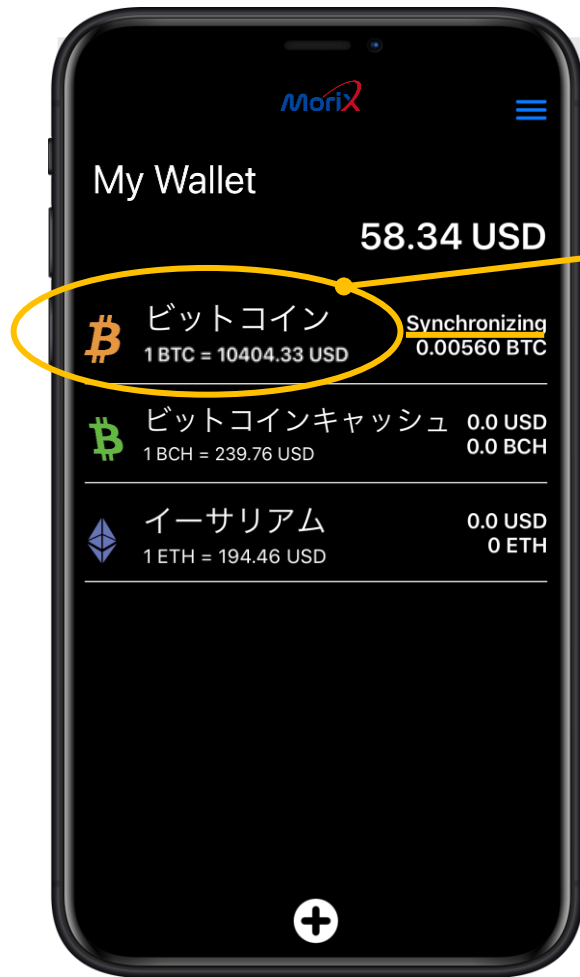 MoriX
My Wallet
58.34 USD
ビットコイン
1 BTC = 10404.33 USD
Synchronizing
0.00560 BTC
ビットコインキャッシュ
1 BCH = 239.76 USD
0.0 USD
0.0 BCH
イーサリアム
1 ETH = 194.46 USD
0.0 USD
0 ETH